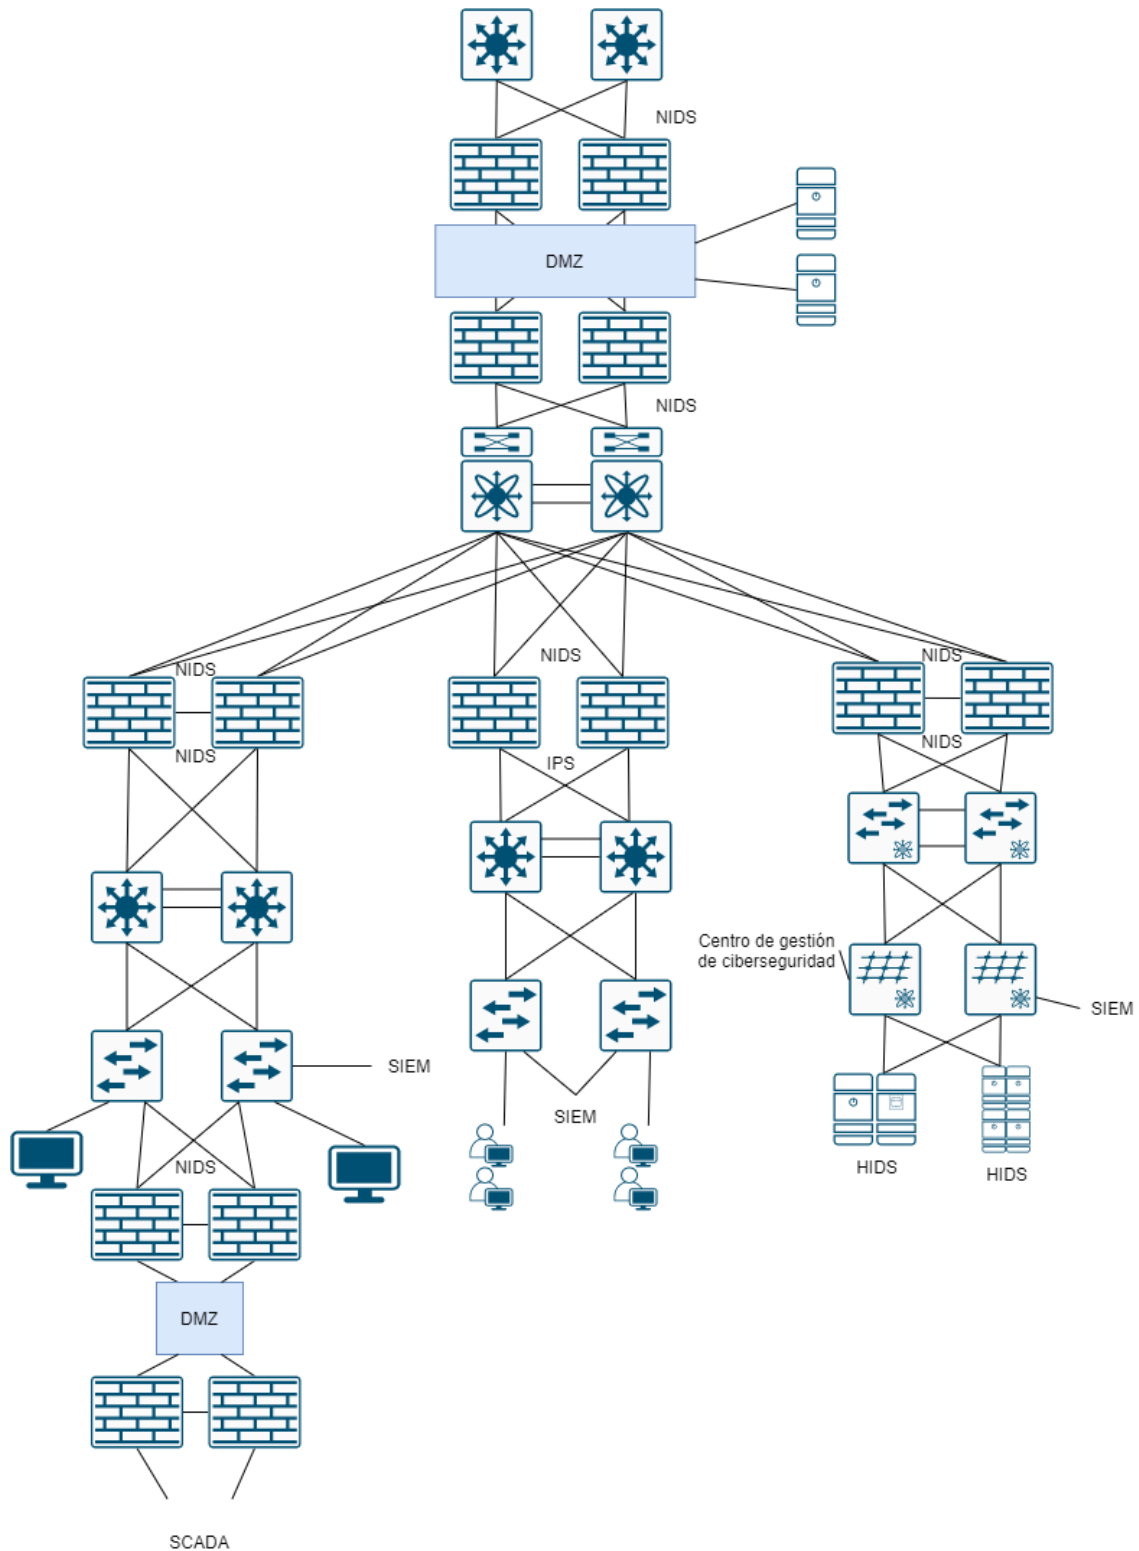 NIDS
DMZ
NIDS
NIDS
NIDS
NIDS
NIDS
NIDS
IPS
Centro de gestión
de ciberseguridad
SIEM
SIEM
SIEM
NIDS
HIDS
HIDS
DMZ
SCADA